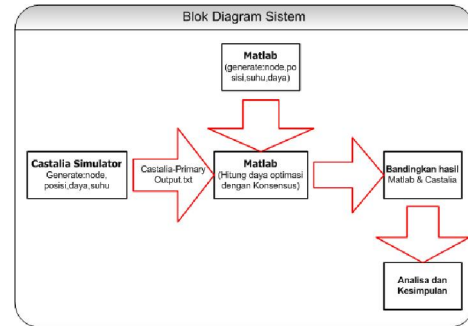 Blok Diagram Sistem
Matlab
(generate:node,po
sisi,suhu,daya)
Castalia Simulator
Generate:node,
posisi,daya,suhu
Castalia-Primary
Output.txt
Matlab
(Hitung daya optimasi
dengan Konsensus)
Bandingkan hasil
Matlab & Castalia
Analisa dan
Kesimpulan